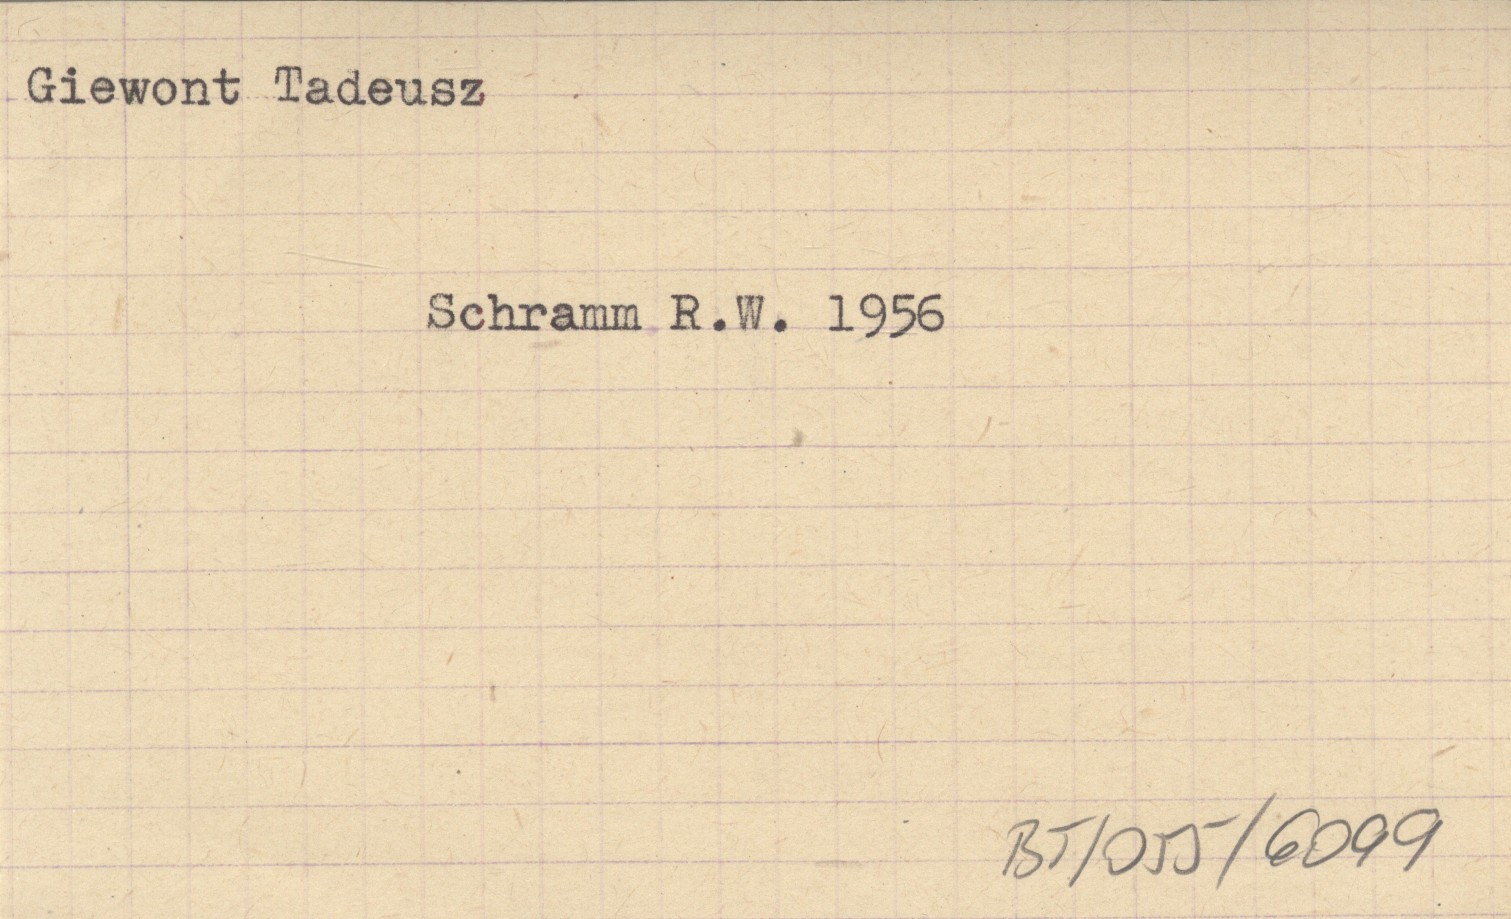 Giewont Tadeusz
Schramm R.W. 1956
BT/055/6099